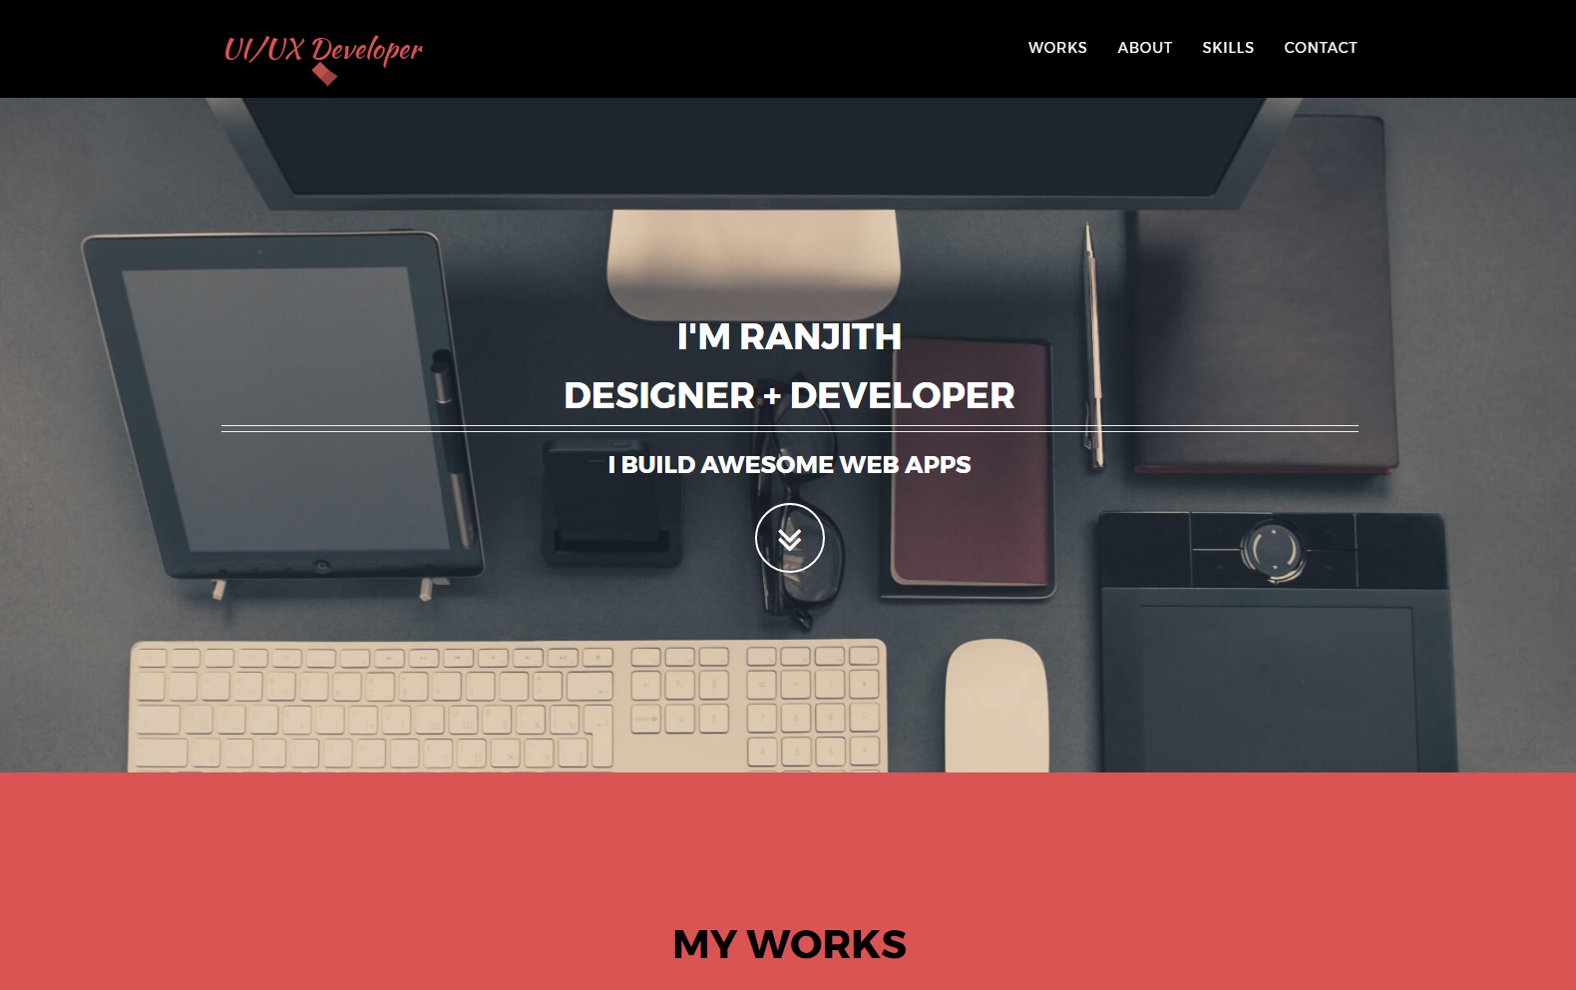 UI/UX Developer
WORKS ABOUT SKILLS CONTACT
I'M RANJITH
DESIGNER + DEVELOPER
I BUILD AWESOME WEB APPS
MY WORKS